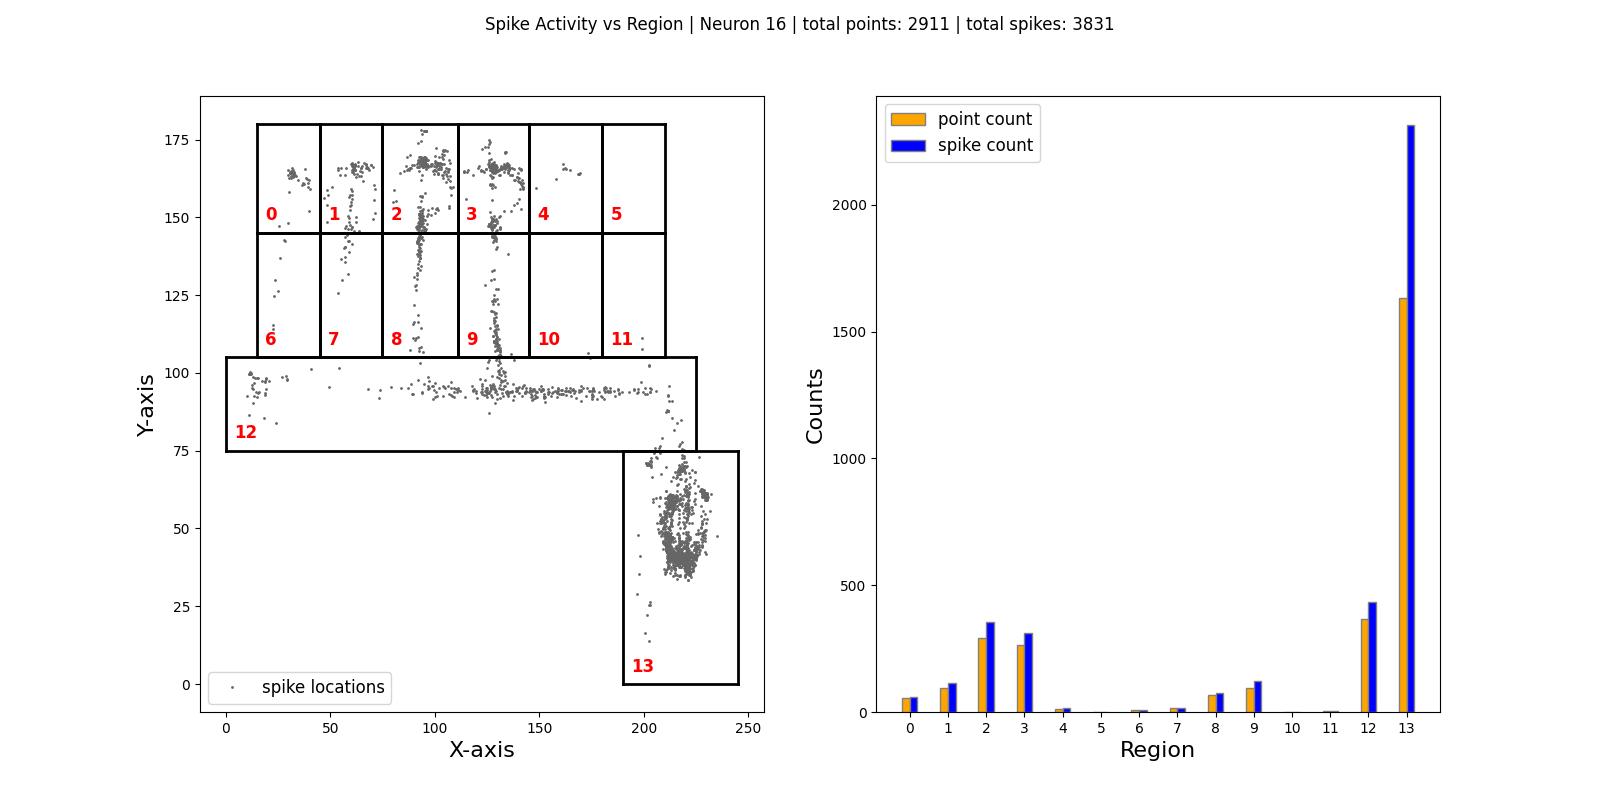 Spike Activity vs Region | Neuron 16 | total points: 2911 | total spikes: 3831
175
150
125
100
75
50
25
0
Y-axis
0 1 2 3 4 5
6 7 8 9 10 11
12
13
spike locations
0 50 100 150 200 250
X-axis
point count
spike count
2000
1500
1000
500
0
Counts
0 1 2 3 4 5 6 7 8 9 10 11 12 13
Region